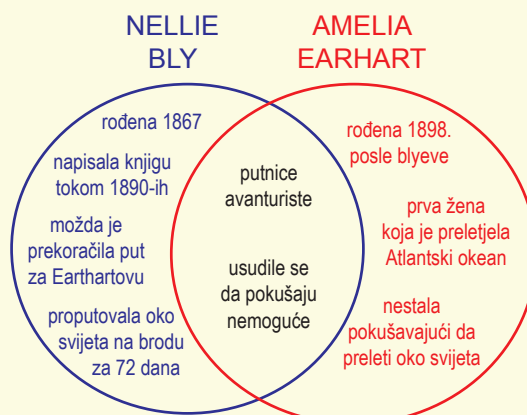 NELLIE
BLY
AMELIA
EARHART
rođena 1867
napisala knjigu
tokom 1890-ih
možda je
prekoračila put
za Earthartovu
proputovala oko
svijeta na brodu
za 72 dana
putnice
avanturiste
usudile se
da pokušaju
nemoguće
rođena 1898.
posle blyeve
prva žena
koja je preletjela
Atlantski okean
nestala
pokušavajući da
preleti oko svijeta